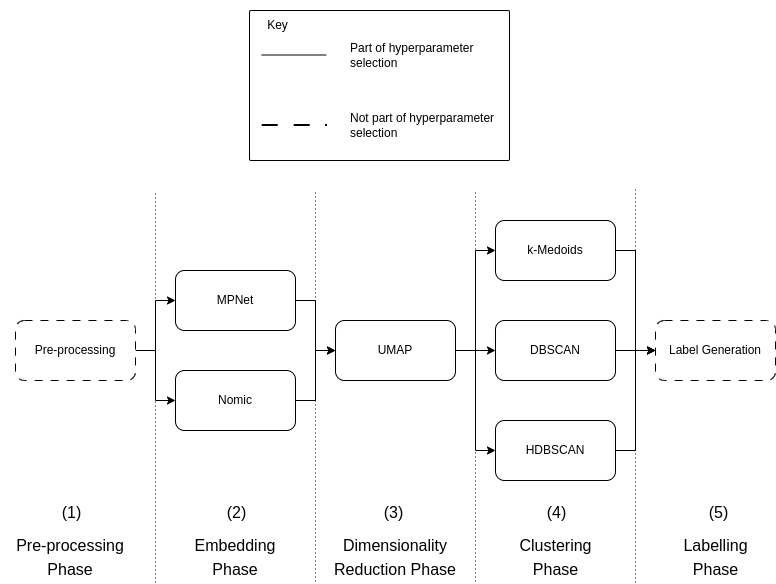 Key
Part of hyperparameter
selection
Not part of hyperparameter
selection
k-Medoids
MPNet
Pre-processing
UMAP
DBSCAN
Label Generation
Nomic
HDBSCAN
(1)
Pre-processing
Phase
(2)
Embedding
Phase
(3)
Dimensionality
Reduction Phase
(4)
Clustering
Phase
(5)
Labelling
Phase